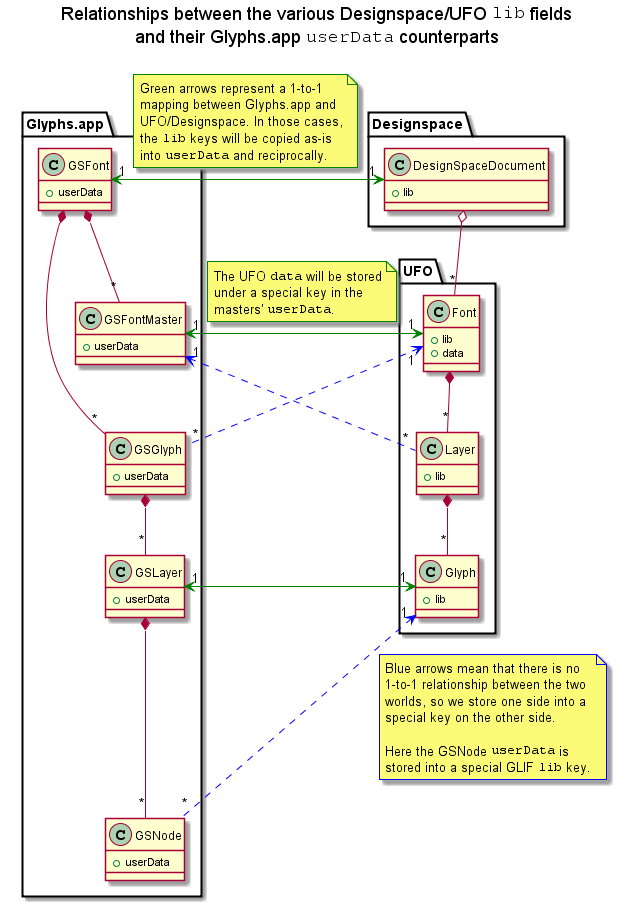 Relationships between the various Designspace/UFO lib fields
and their Glyphs.app userData counterparts
Green arrows represent a 1-to-1
mapping between Glyphs.app and
UFO/Designspace. In those cases,
the lib keys will be copied as-is
into userData and reciprocally.
Glyphs.app
Designspace
C GSFont
userData
1
1
C DesignSpaceDocument
lib
*
*
The UFO data will be stored
under a special key in the
masters' userData.
UFO
C GSFontMaster
userData
1
1
1
1
C Font
lib
data
*
*
*
*
C GSGlyph
userData
C Layer
lib
*
*
C GSLayer
userData
1
1
1
C Glyph
lib
Blue arrows mean that there is no
1-to-1 relationship between the two
worlds, so we store one side into a
special key on the other side.
Here the GSNode userData is
stored into a special GLIF lib key.
*
*
C GSNode
userData